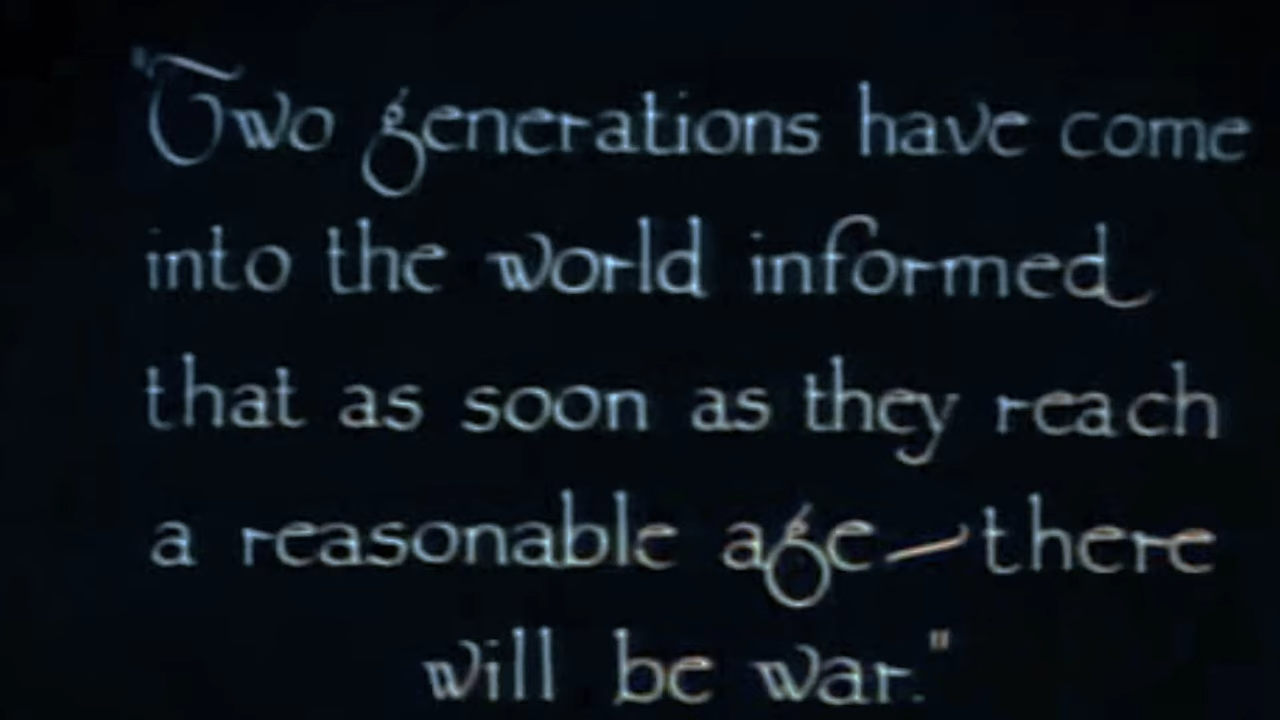 "Two generations have come
into the world informed
that as soon as they reach
a reasonable age—there
will be war."